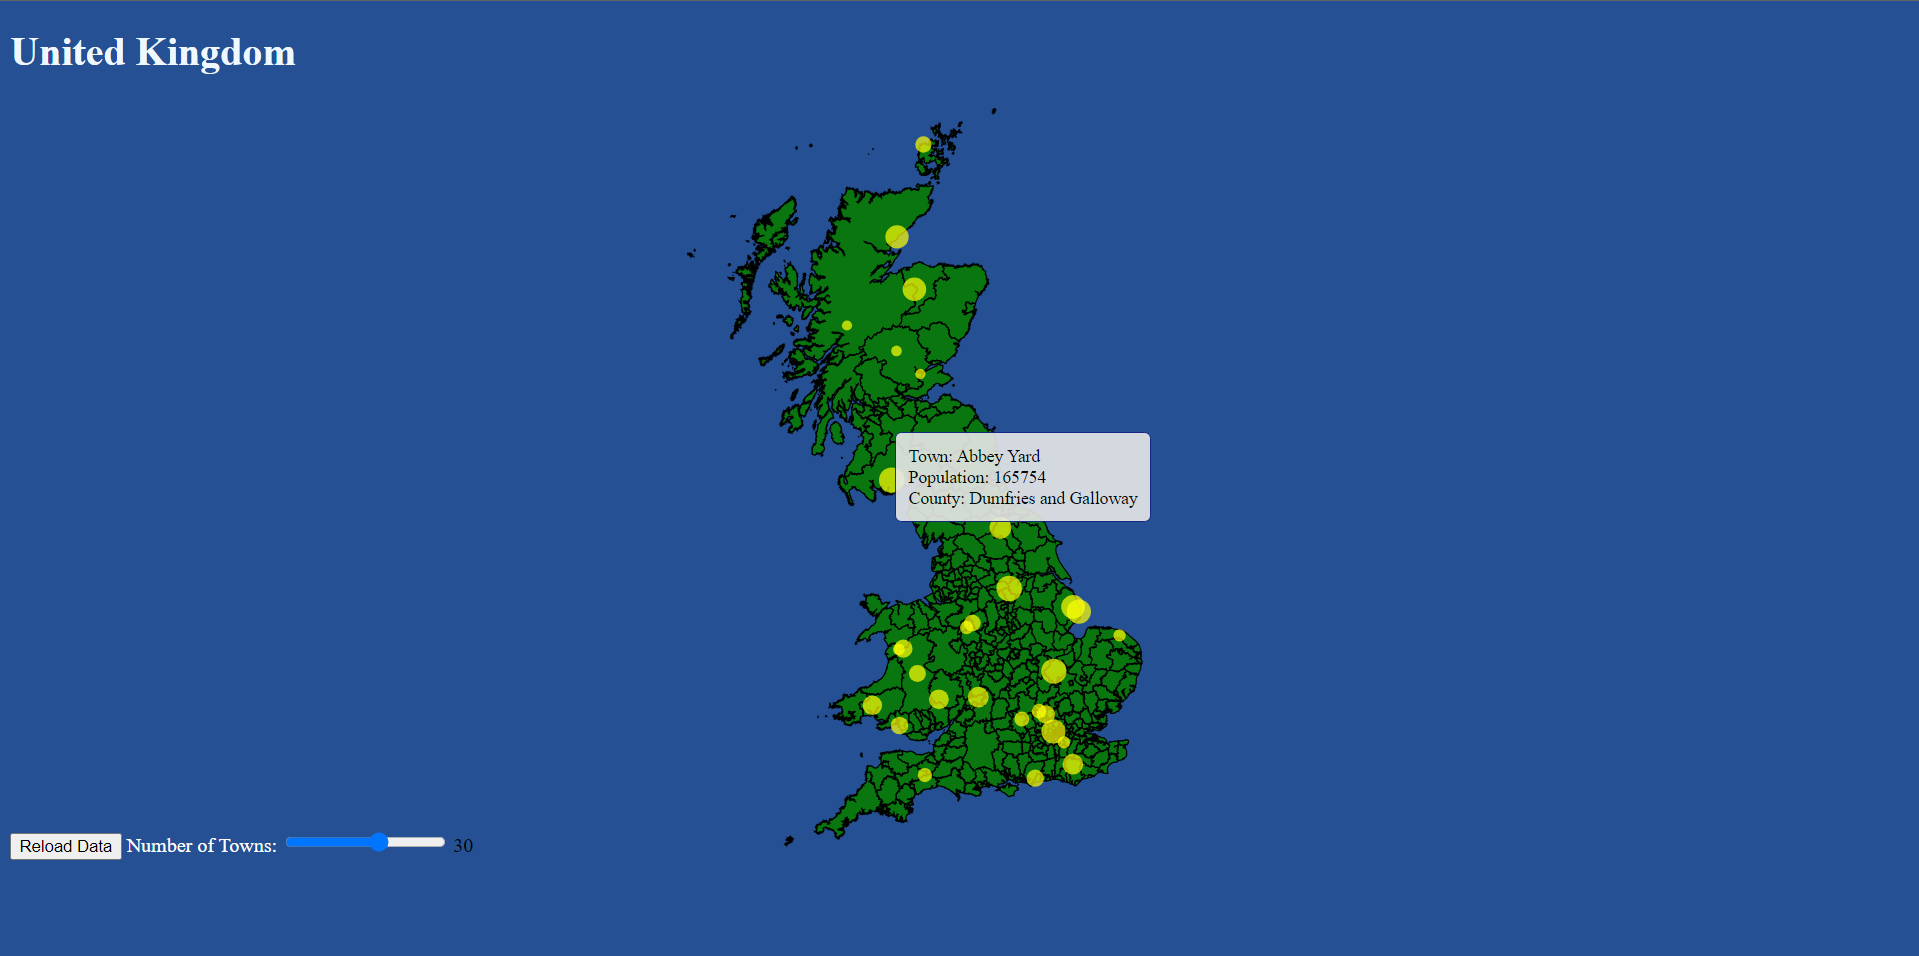 United Kingdom
Town: Abbey Yard
Population: 165754
County: Dumfries and Galloway
Reload Data Number of Towns: 30